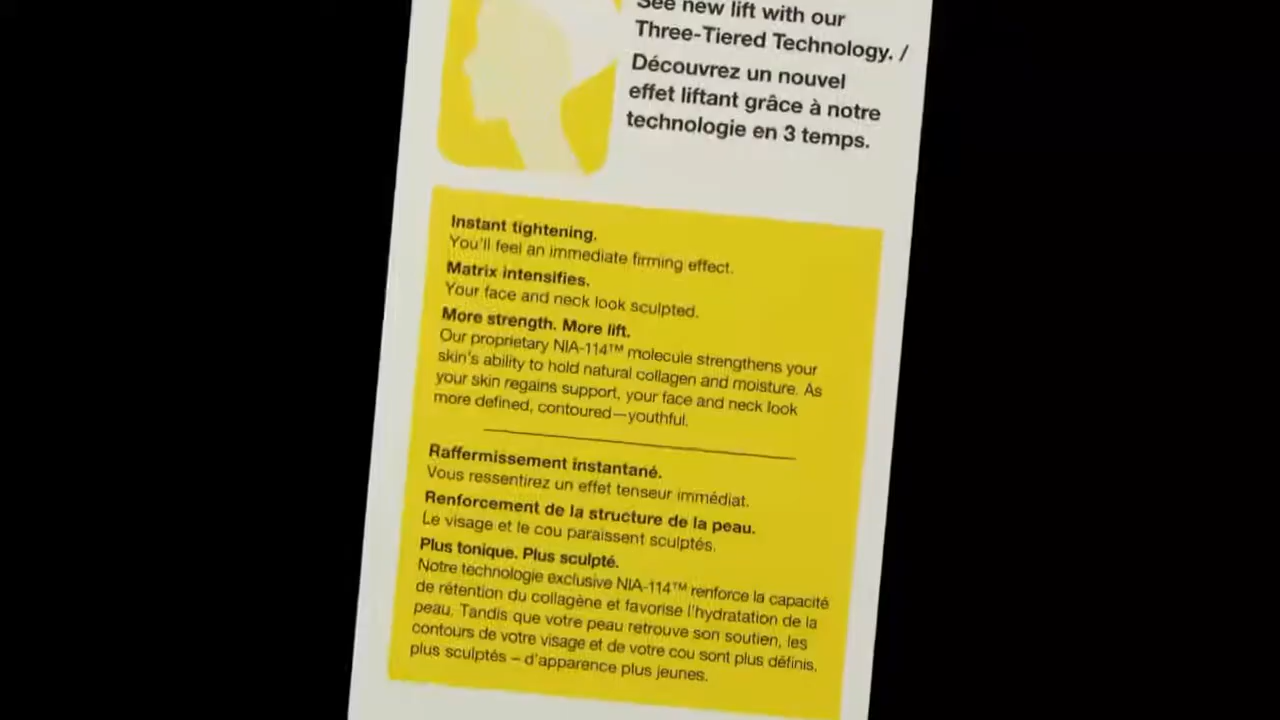 See new lift with our
Three-Tiered Technology. /
Découvrez un nouvel
effet liftant grâce à notre
technologie en 3 temps.
Instant tightening.
You'll feel an immediate firming effect.
Matrix intensifies.
Your face and neck look sculpted.
More strength. More lift.
Our proprietary NIA-114™ molecule strengthens your
skin's ability to hold natural collagen and moisture. As
your skin regains support, your face and neck look
more defined, contoured—youthful.
Raffermissement instantané.
Vous ressentirez un effet tenseur immédiat.
Renforcement de la structure de la peau.
Le visage et le cou paraissent sculptés.
Plus tonique. Plus sculpté.
Notre technologie exclusive NIA-114™ renforce la capacité
de rétention du collagène et favorise l'hydratation de la
peau. Tandis que votre peau retrouve son soutien, les
contours de votre visage et de votre cou sont plus définis,
plus sculptés – d'apparence plus jeunes.